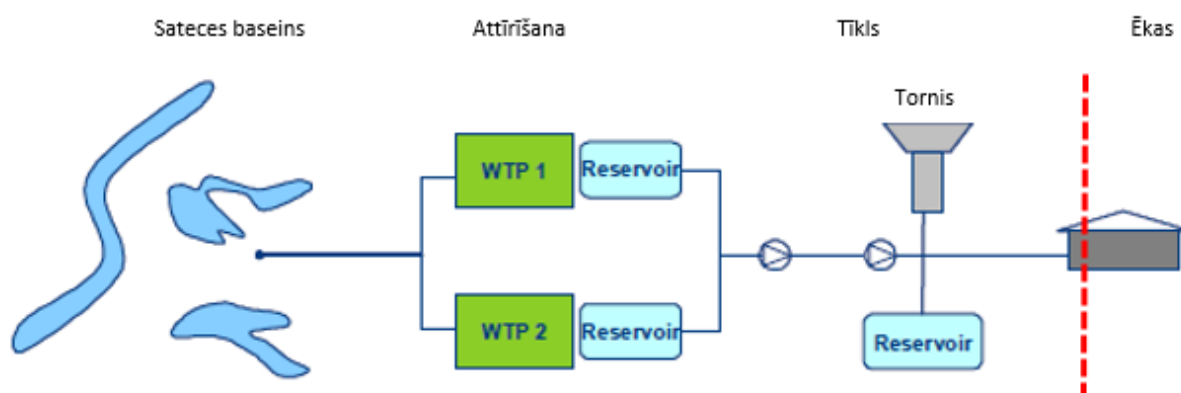 Sateces baseins
Attīrīšana
Tīkls
Ēkas
Tornis
WTP 1
Reservoir
WTP 2
Reservoir
Reservoir